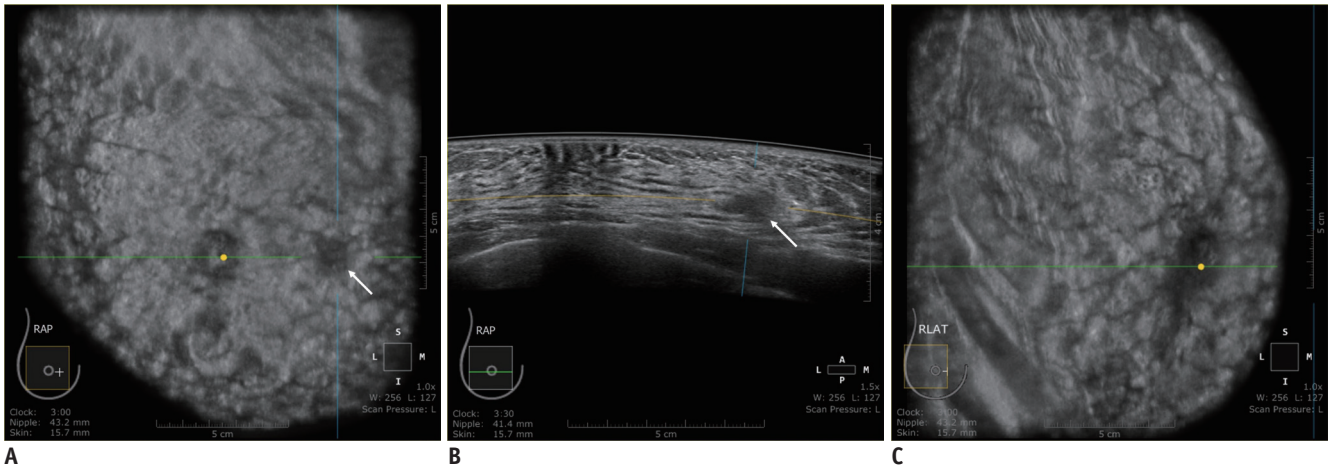 RAP
S
L M
I
1.0x
W: 256 L: 127
Scan Pressure: L
Clock: 3:00
Nipple: 43.2 mm
Skin: 15.7 mm
5 cm
5 cm
A
RAP
A
L M
P
1.5x
W: 256 L: 127
Scan Pressure: L
Clock: 3:30
Nipple: 41.4 mm
Skin: 15.7 mm
5 cm
4 cm
B
RLAT
S
L M
I
1.0x
W: 256 L: 127
Scan Pressure: L
Clock: 3:00
Nipple: 43.2 mm
Skin: 15.7 mm
5 cm
5 cm
C